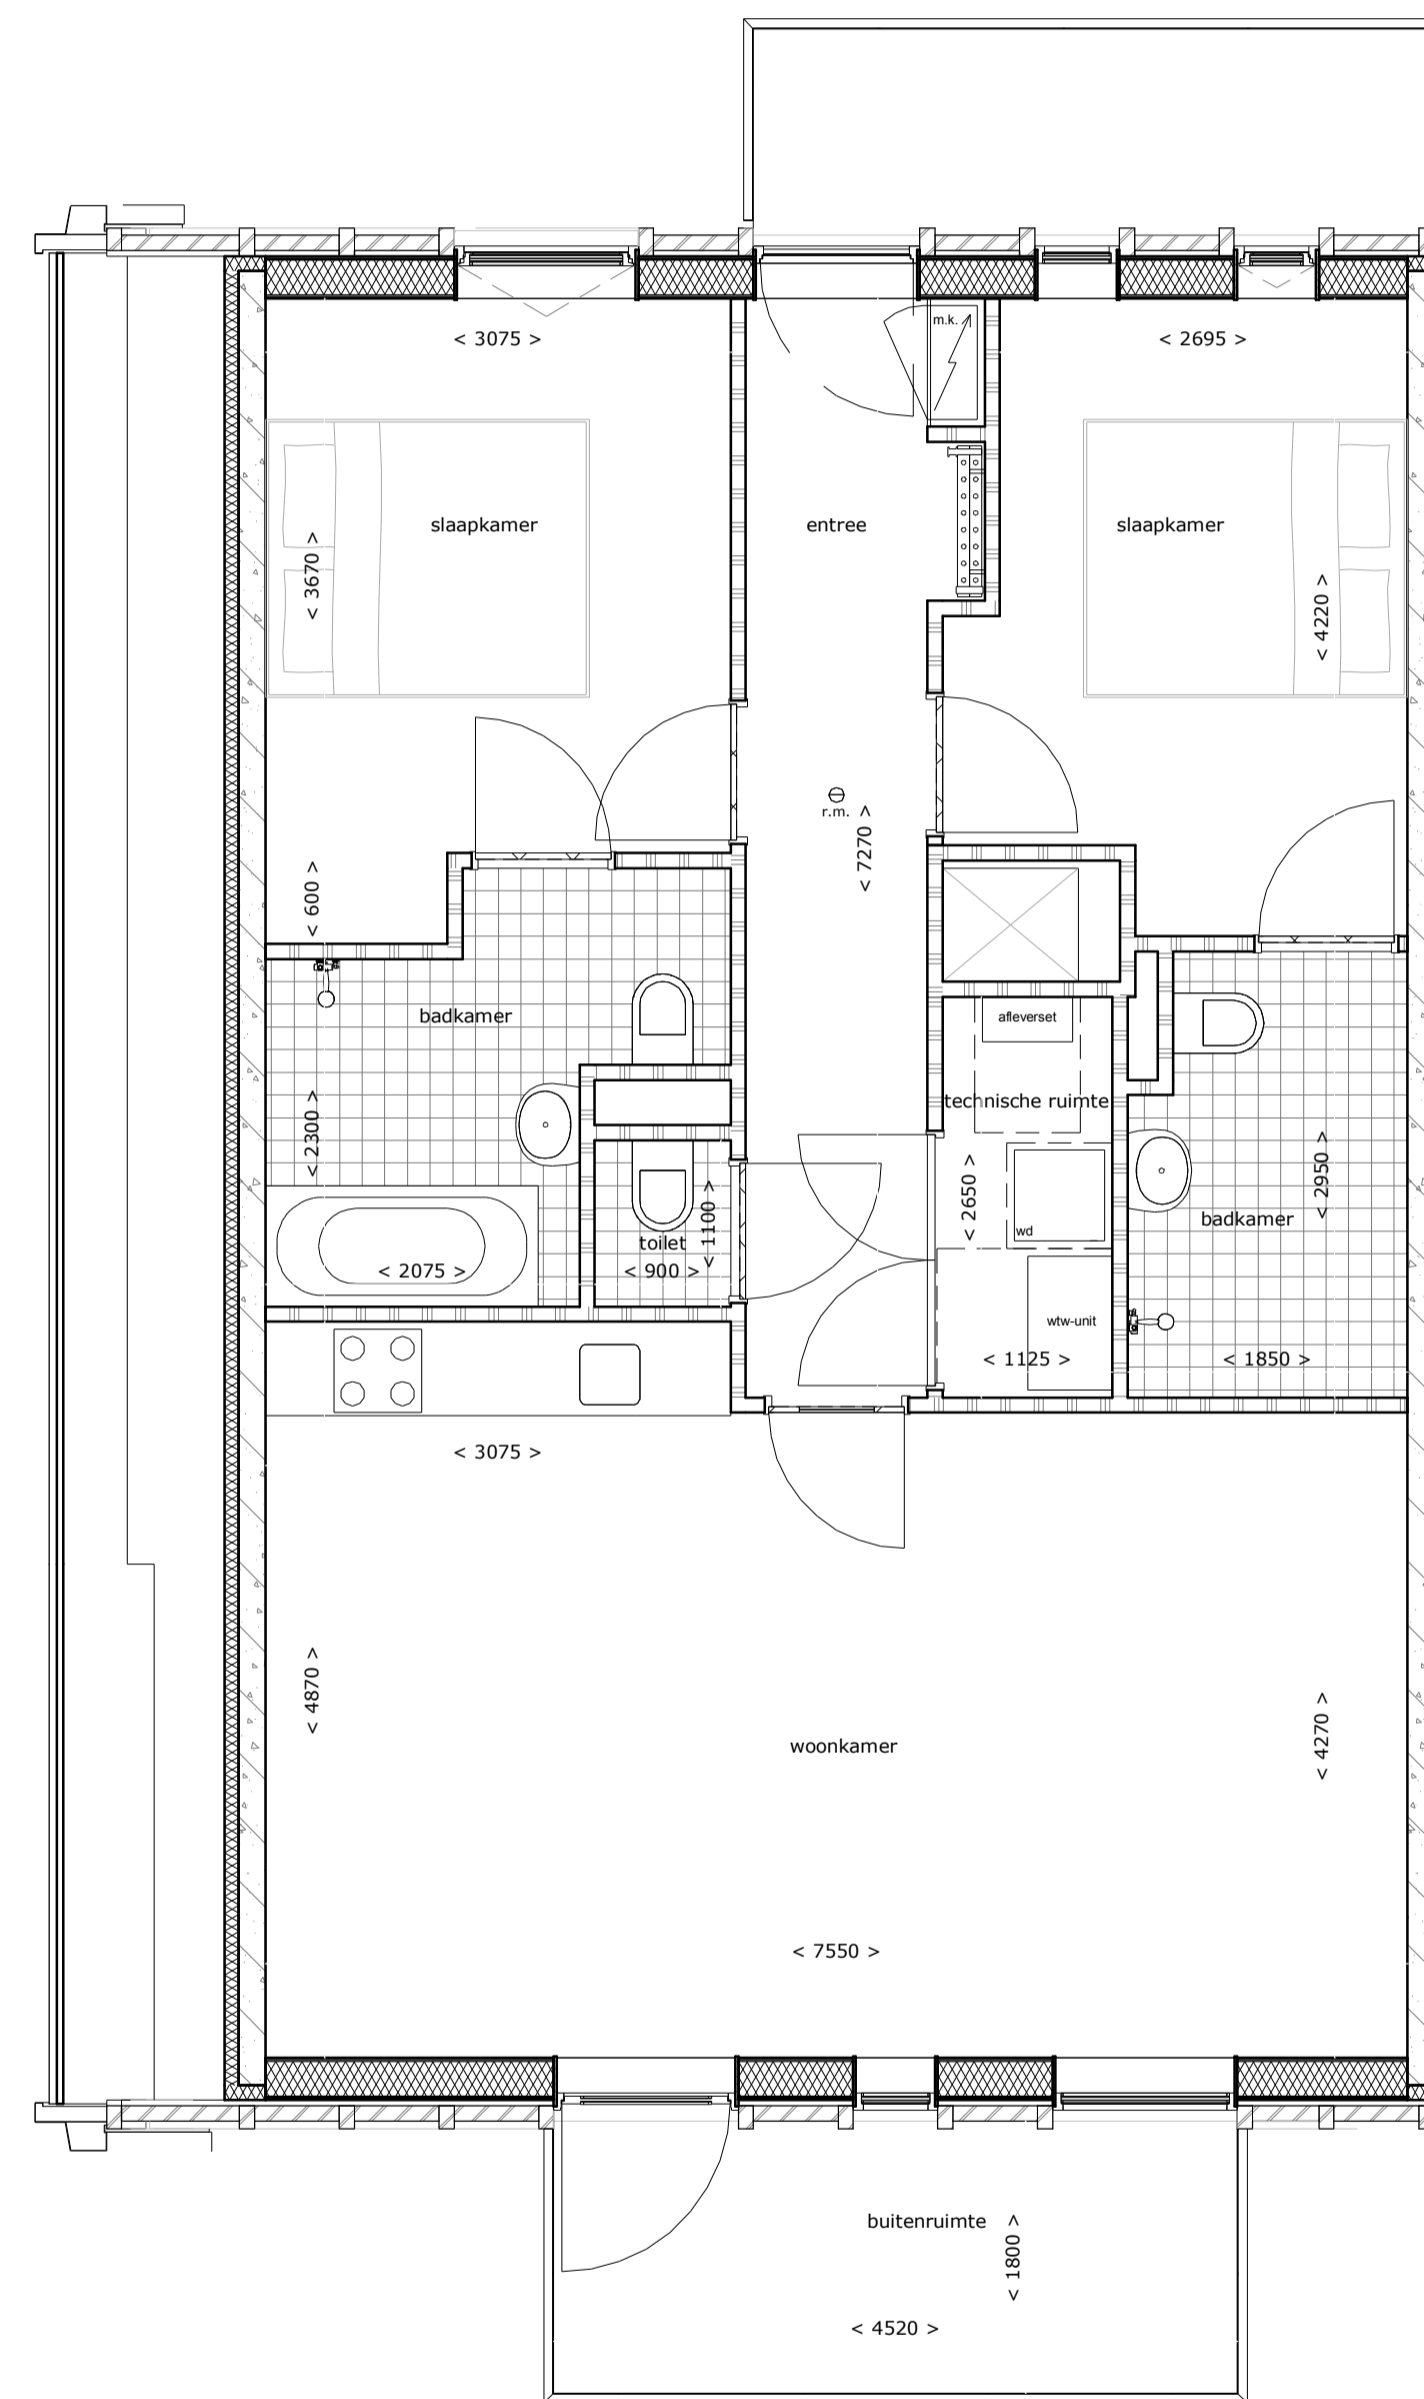 m.k.
< 3075 >
< 2695 >
slaapkamer
entree
slaapkamer
< 3670 >
< 4220 >
r.m.
< 7270 >
< 600 >
badkamer
afleverset
technische ruimte
< 2300 >
< 1100 >
< 2650 >
< 2950 >
badkamer
wd
toilet
< 2075 >
< 900 >
wtw-unit
< 1125 >
< 1850 >
< 3075 >
< 4870 >
woonkamer
< 4270 >
< 7550 >
buitenruimte
< 1800 >
< 4520 >